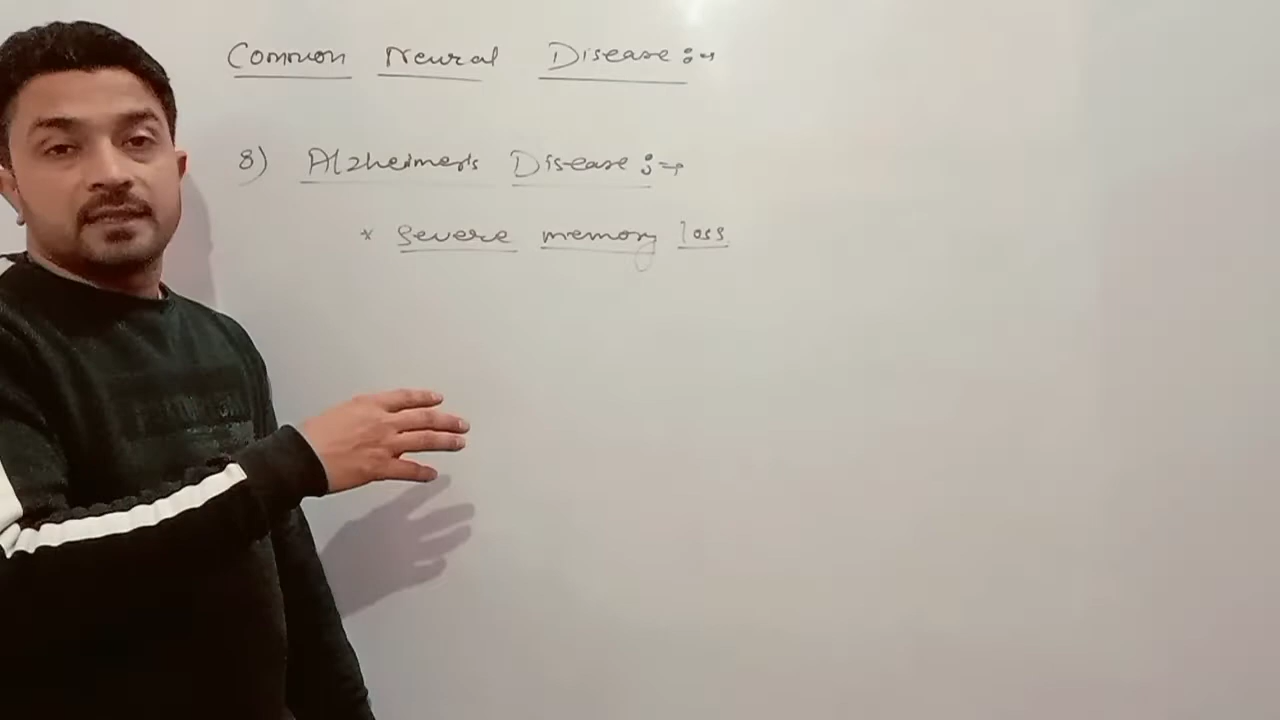 Common Neural Disease :→
8) Alzheimer's Disease :→
* Severe memory loss